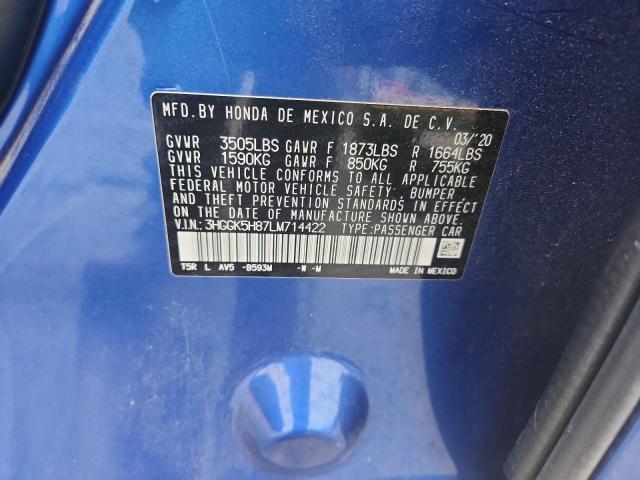 MFD. BY HONDA DE MEXICO S.A. DE C.V.
03/'20
GVWR 3505LBS GAWR F 1873LBS R 1664LBS
GVWR 1590KG GAWR F 850KG R 755KG
THIS VEHICLE CONFORMS TO ALL APPLICABLE
FEDERAL MOTOR VEHICLE SAFETY, BUMPER
AND THEFT PREVENTION STANDARDS IN EFFECT
ON THE DATE OF MANUFACTURE SHOWN ABOVE.
V.I.N.: 3HGGK5H87LM714422 TYPE: PASSENGER CAR
T5R L AV5 -B593M -W -M MADE IN MEXICO